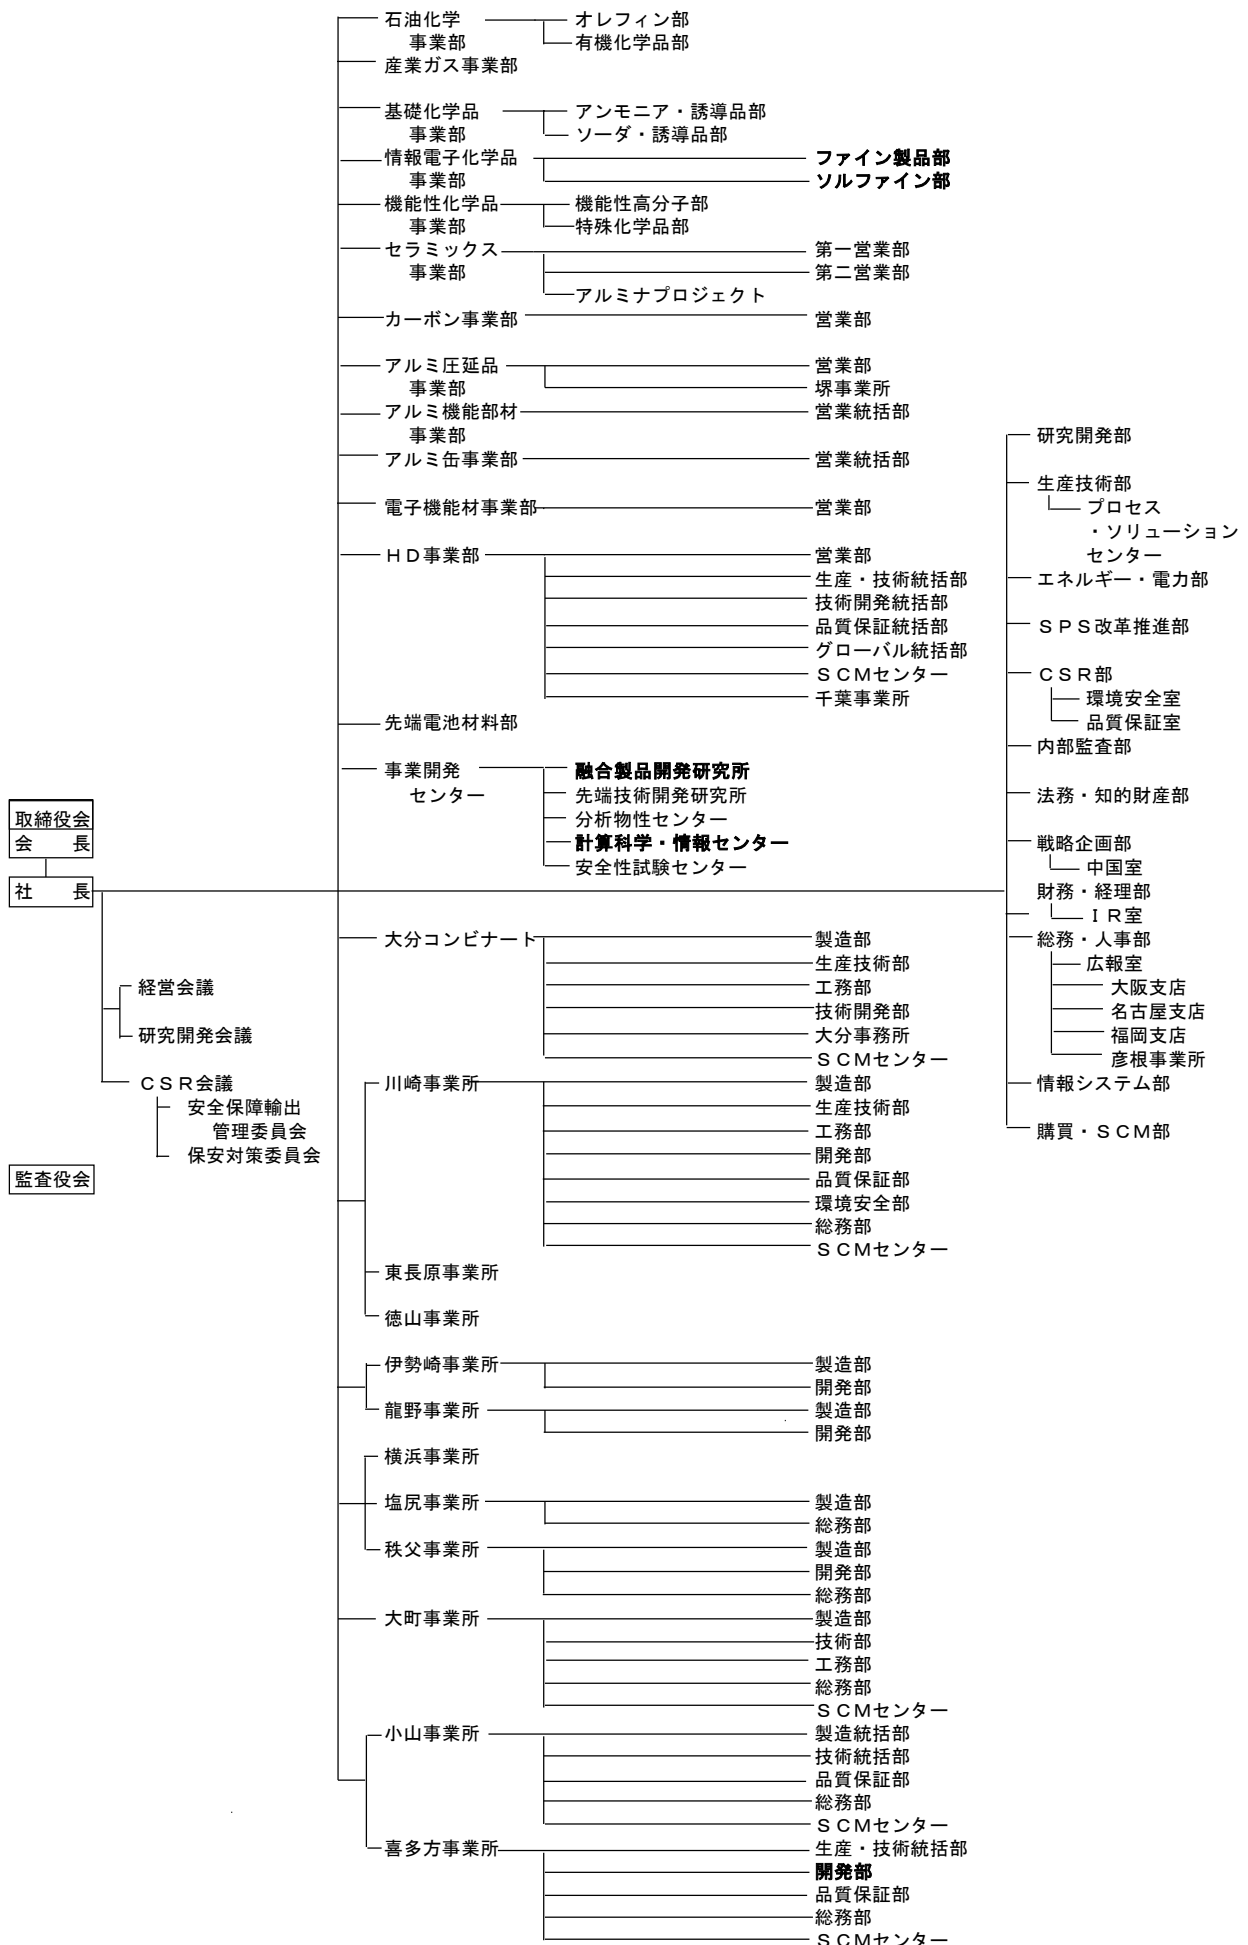 石油化学
事業部
オレフィン部
有機化学品部
産業ガス事業部
基礎化学品
事業部
アンモニア・誘導品部
ソーダ・誘導品部
情報電子化学品
事業部
ファイン製品部
ソルファイン部
機能性化学品
事業部
機能性高分子部
特殊化学品部
セラミックス
事業部
第一営業部
第二営業部
アルミナプロジェクト
カーボン事業部
営業部
アルミ圧延品
事業部
営業部
堺事業所
アルミ機能部材
事業部
営業統括部
アルミ缶事業部
営業統括部
電子機能材事業部
営業部
ＨＤ事業部
営業部
生産・技術統括部
技術開発統括部
品質保証統括部
グローバル統括部
ＳＣＭセンター
千葉事業所
先端電池材料部
事業開発
センター
融合製品開発研究所
先端技術開発研究所
分析物性センター
計算科学・情報センター
安全性試験センター
取締役会
会　　長
社　　長
経営会議
研究開発会議
ＣＳＲ会議
安全保障輸出
管理委員会
保安対策委員会
監査役会
大分コンビナート
製造部
生産技術部
工務部
技術開発部
大分事務所
ＳＣＭセンター
川崎事業所
製造部
生産技術部
工務部
開発部
品質保証部
環境安全部
総務部
ＳＣＭセンター
東長原事業所
徳山事業所
伊勢崎事業所
製造部
開発部
龍野事業所
製造部
開発部
横浜事業所
塩尻事業所
製造部
総務部
秩父事業所
製造部
開発部
総務部
大町事業所
製造部
技術部
工務部
総務部
ＳＣＭセンター
小山事業所
製造統括部
技術統括部
品質保証部
総務部
ＳＣＭセンター
喜多方事業所
生産・技術統括部
開発部
品質保証部
総務部
ＳＣＭセンター
研究開発部
生産技術部
プロセス
・ソリューション
センター
エネルギー・電力部
ＳＰＳ改革推進部
ＣＳＲ部
環境安全室
品質保証室
内部監査部
法務・知的財産部
戦略企画部
中国室
財務・経理部
ＩＲ室
総務・人事部
広報室
大阪支店
名古屋支店
福岡支店
彦根事業所
情報システム部
購買・ＳＣＭ部